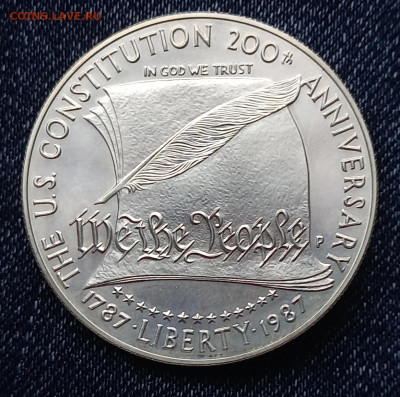 COINS.LAVE.RU
THE U.S. CONSTITUTION 200th ANNIVERSARY
IN GOD WE TRUST
We the People
P
1787 · LIBERTY · 1987